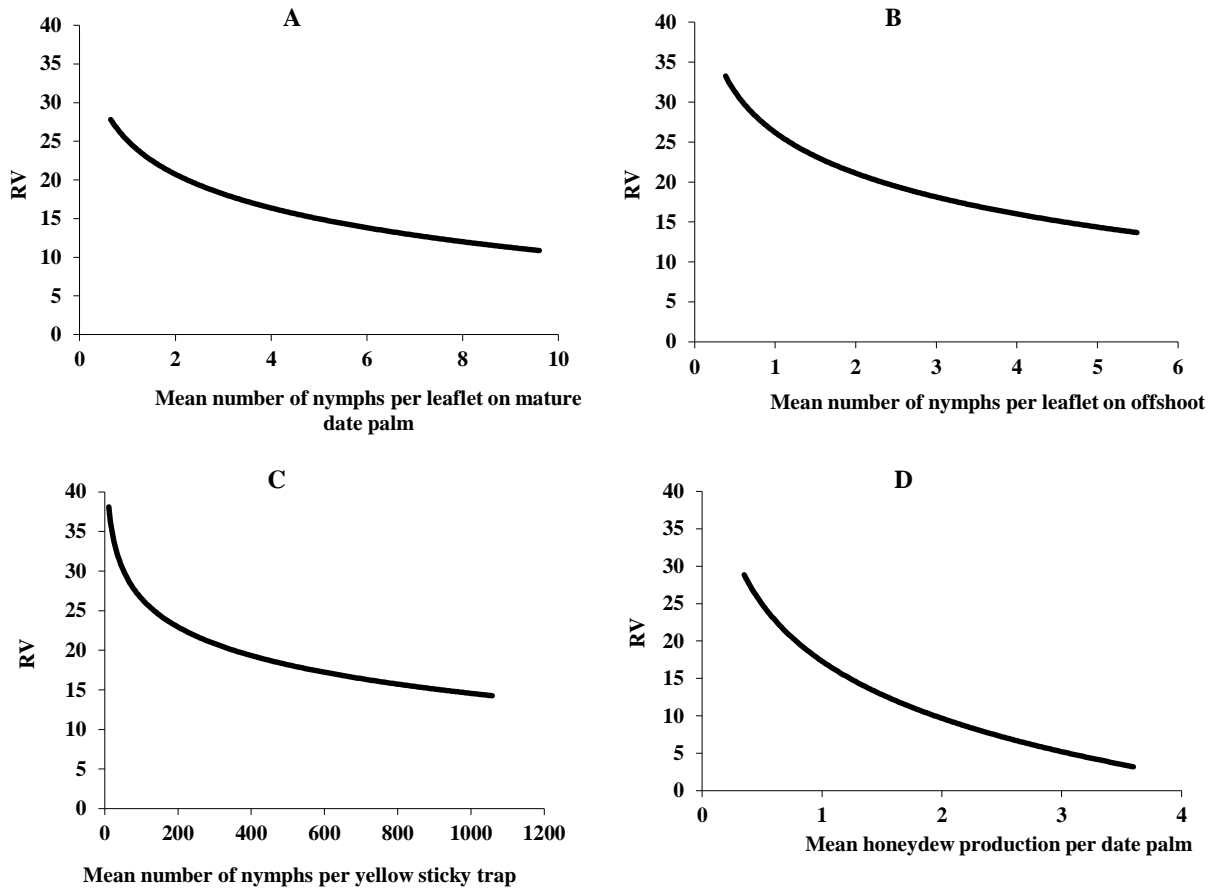 A
40
35
30
25
20
15
10
5
0
RV
0 2 4 6 8 10
Mean number of nymphs per leaflet on mature
date palm
B
40
35
30
25
20
15
10
5
0
RV
0 1 2 3 4 5 6
Mean number of nymphs per leaflet on offshoot
C
40
35
30
25
20
15
10
5
0
RV
0 200 400 600 800 1000 1200
Mean number of nymphs per yellow sticky trap
D
40
35
30
25
20
15
10
5
0
RV
0 1 2 3 4
Mean honeydew production per date palm